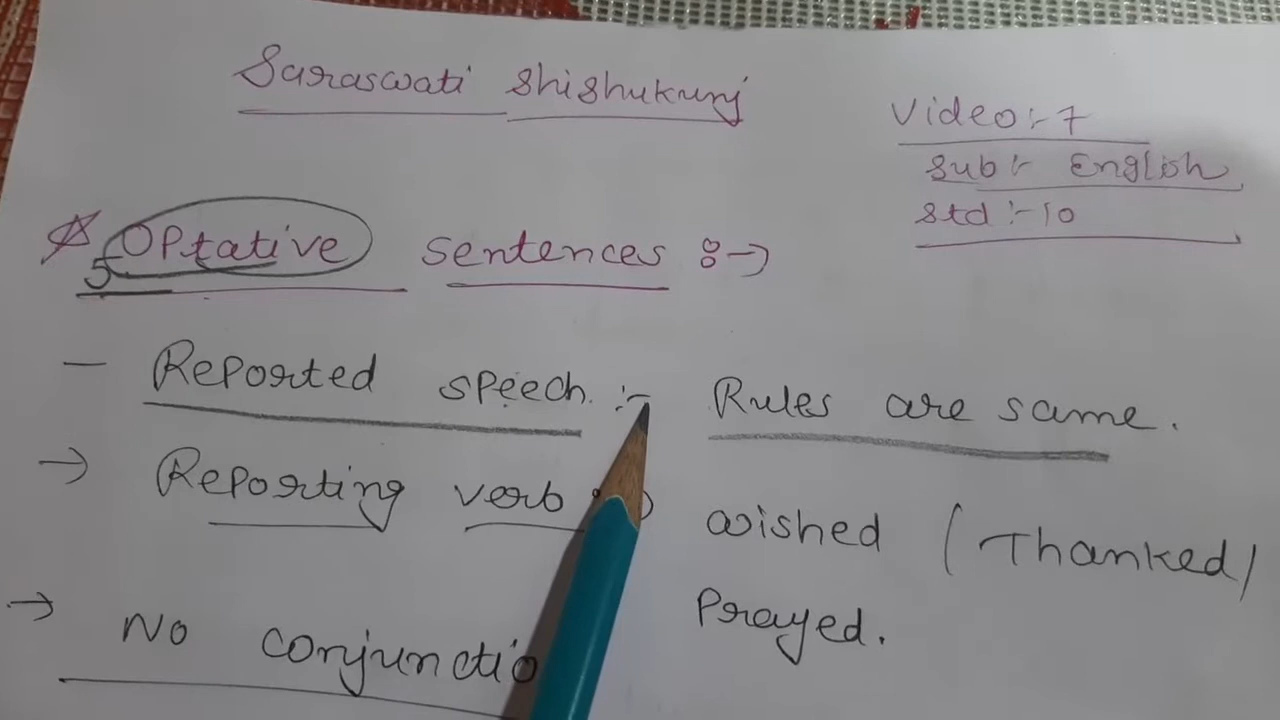 Saraswati Shishukunj
Video:- 7
Sub:- English
Std:- 10
5 Optative sentences :->
- Reported speech :- Rules are same.
-> Reporting verb wished (Thanked/
Prayed.
-> No conjunctio